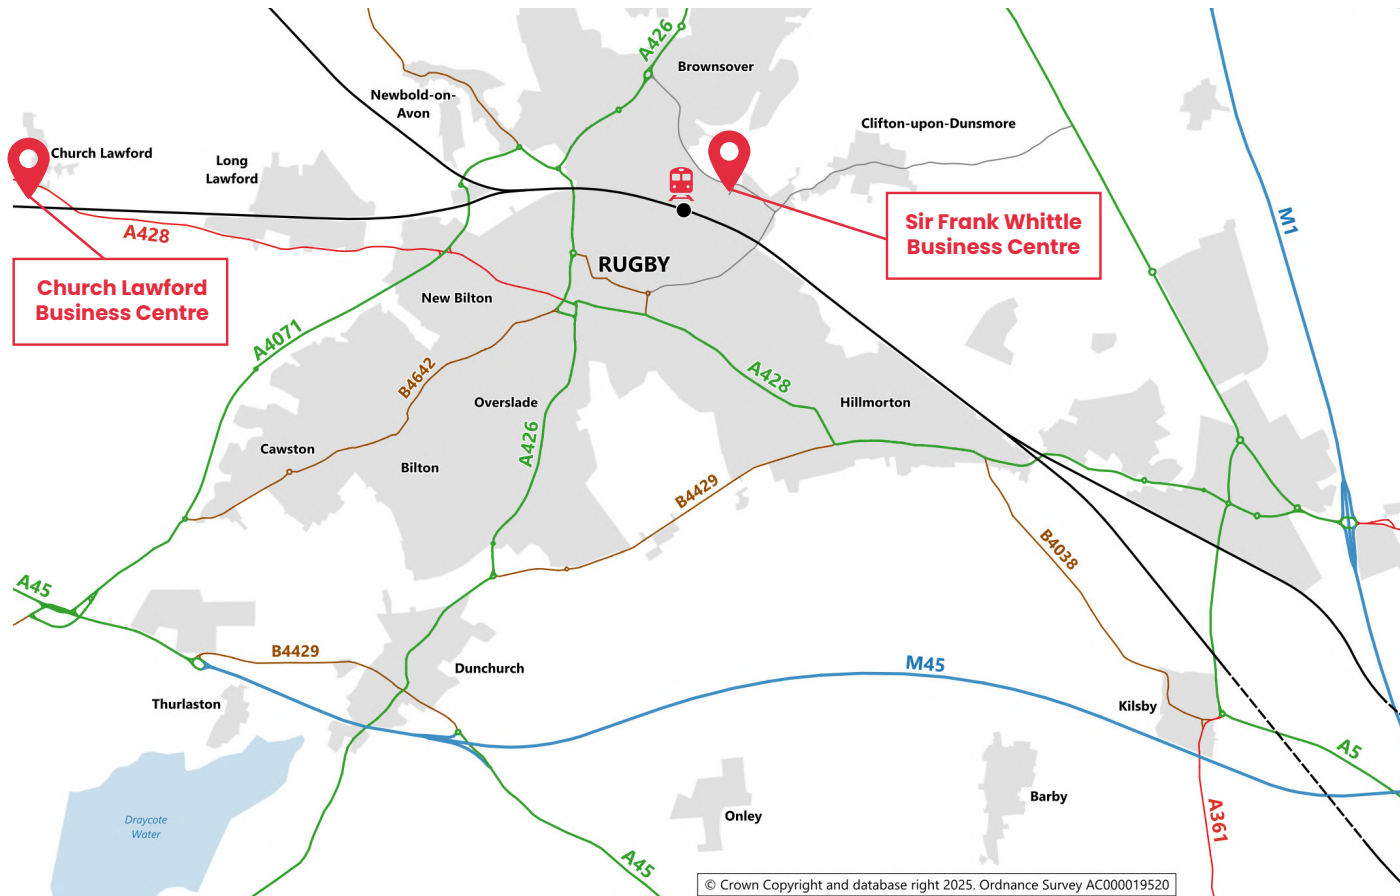 A426
Brownsover
Newbold-on-
Avon
Clifton-upon-Dunsmore
Church Lawford
Long
Lawford
M1
A428
Sir Frank Whittle
Business Centre
RUGBY
Church Lawford
Business Centre
New Bilton
A4071
B4642
A428
Overslade
Hillmorton
A426
Cawston
Bilton
B4429
B4038
A45
B4429
Dunchurch
M45
Thurlaston
Kilsby
A5
Draycote
Water
Onley
Barby
A361
A45
© Crown Copyright and database right 2025. Ordnance Survey AC000019520